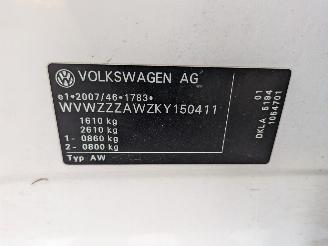 VOLKSWAGEN AG
e1*2007/46*1783*
WVWZZZAWZKY150411
1610 kg
2610 kg
1- 0860 kg
2- 0800 kg
Typ AW
01
5194
1064701
DKLA